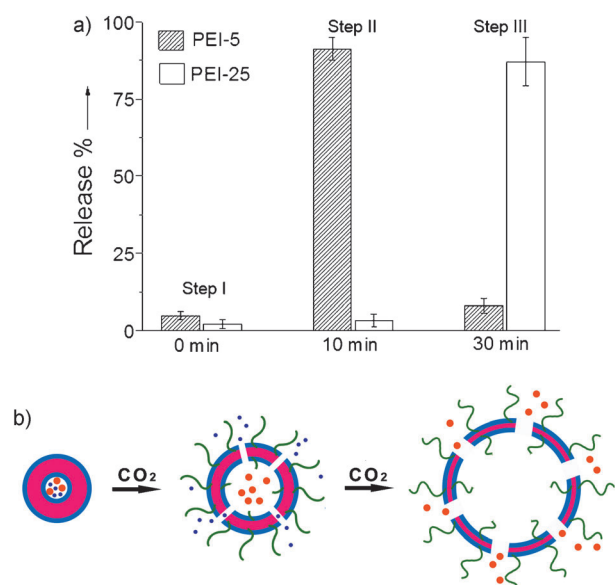 a)
Release %
100
75
50
25
0
PEI-5
PEI-25
Step I
Step II
Step III
0 min
10 min
30 min
b)
CO₂
CO₂